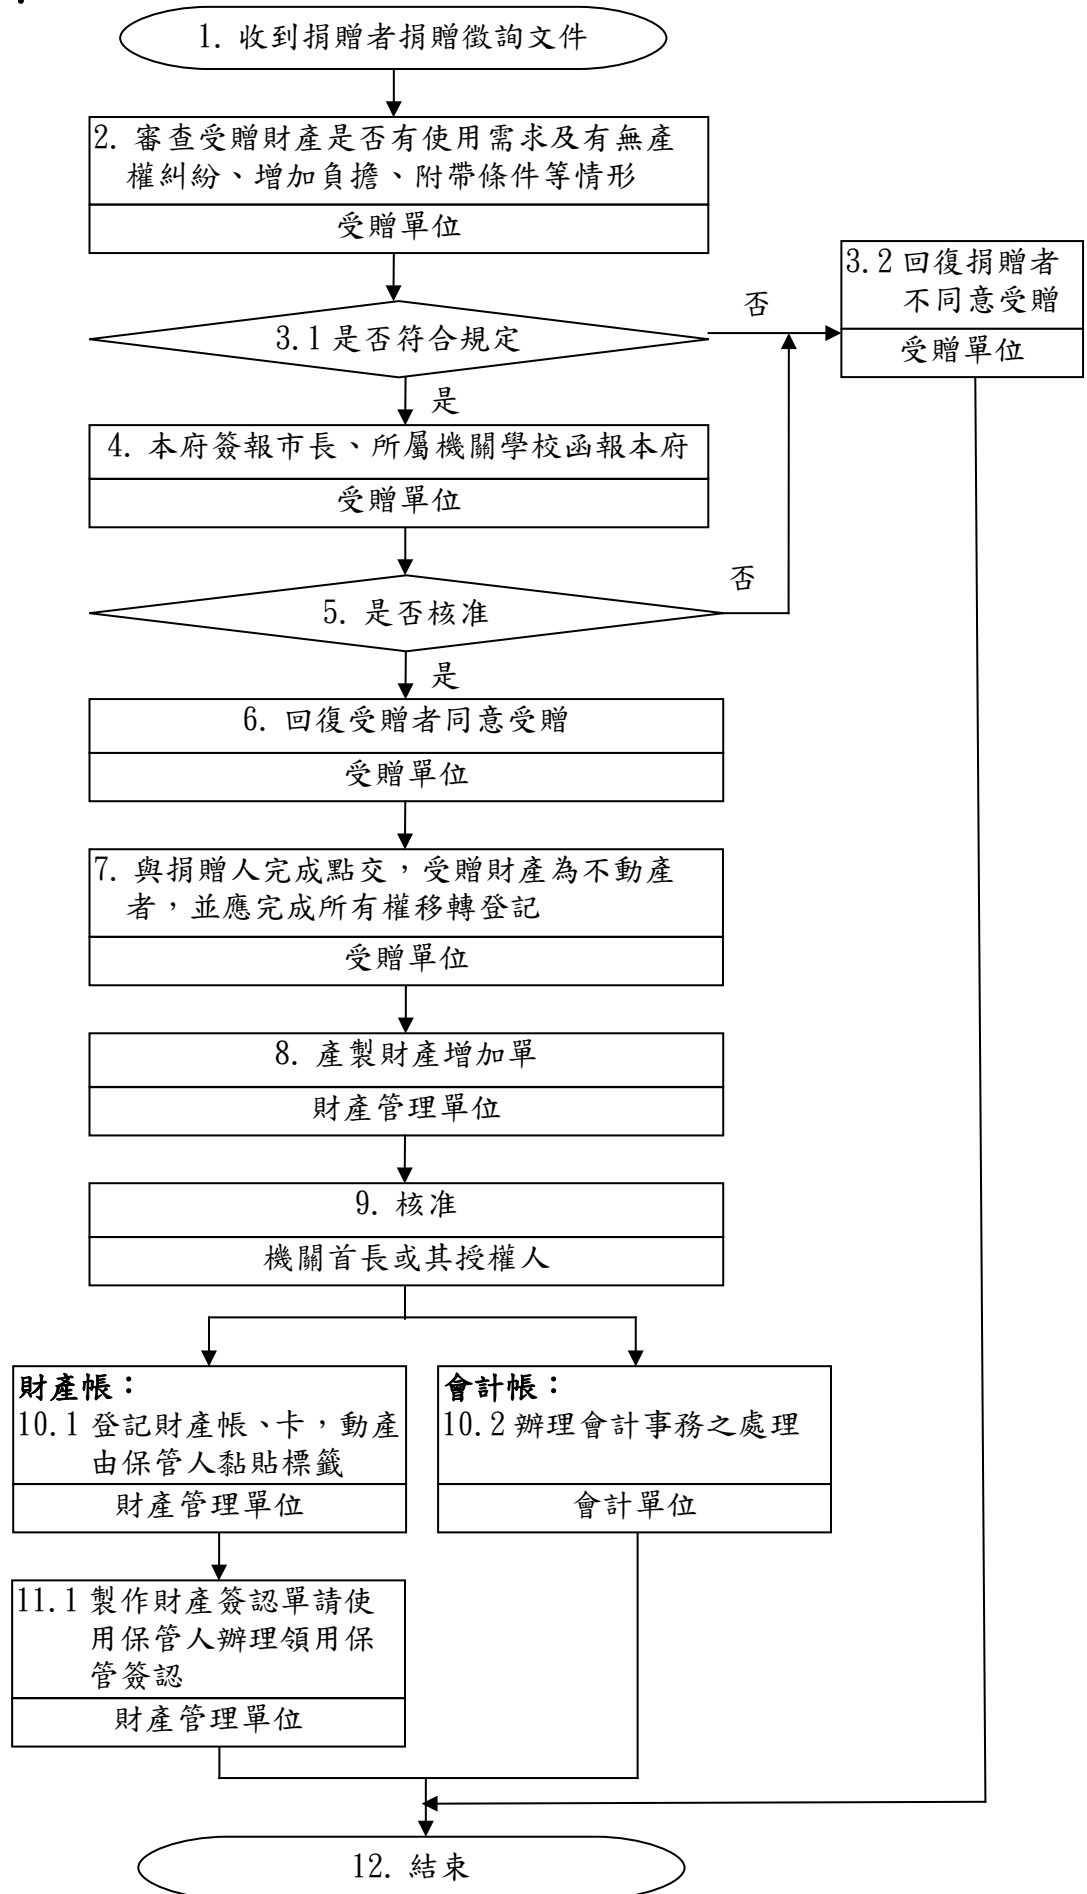 1. 收到捐贈者捐贈徵詢文件
2. 審查受贈財產是否有使用需求及有無產
權糾紛、增加負擔、附帶條件等情形
受贈單位
3.1 是否符合規定
否
3.2 回復捐贈者
不同意受贈
受贈單位
是
4. 本府簽報市長、所屬機關學校函報本府
受贈單位
5. 是否核准
否
是
6. 回復受贈者同意受贈
受贈單位
7. 與捐贈人完成點交，受贈財產為不動產
者，並應完成所有權移轉登記
受贈單位
8. 產製財產增加單
財產管理單位
9. 核准
機關首長或其授權人
財產帳：
10.1 登記財產帳、卡，動產
由保管人黏貼標籤
財產管理單位
會計帳：
10.2 辦理會計事務之處理
會計單位
11.1 製作財產簽認單請使
用保管人辦理領用保
管簽認
財產管理單位
12. 結束